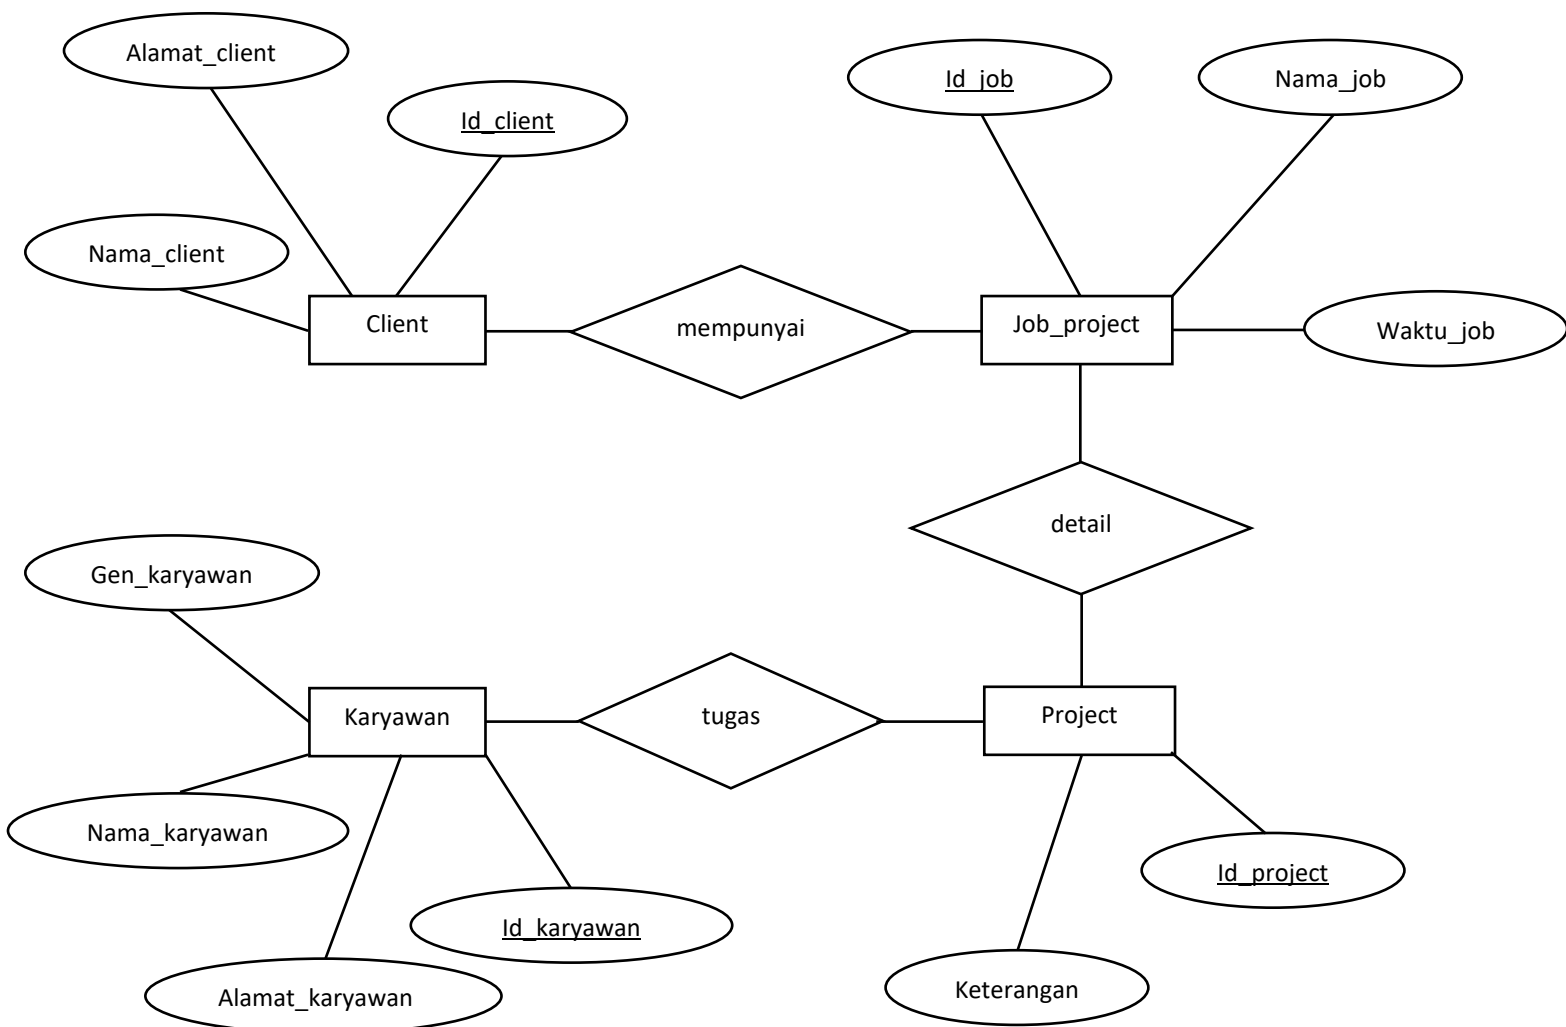 Alamat_client
Id_client
Nama_client
Client
mempunyai
Id_job
Nama_job
Job_project
Waktu_job
detail
Gen_karyawan
Karyawan
tugas
Project
Nama_karyawan
Id_karyawan
Alamat_karyawan
Id_project
Keterangan